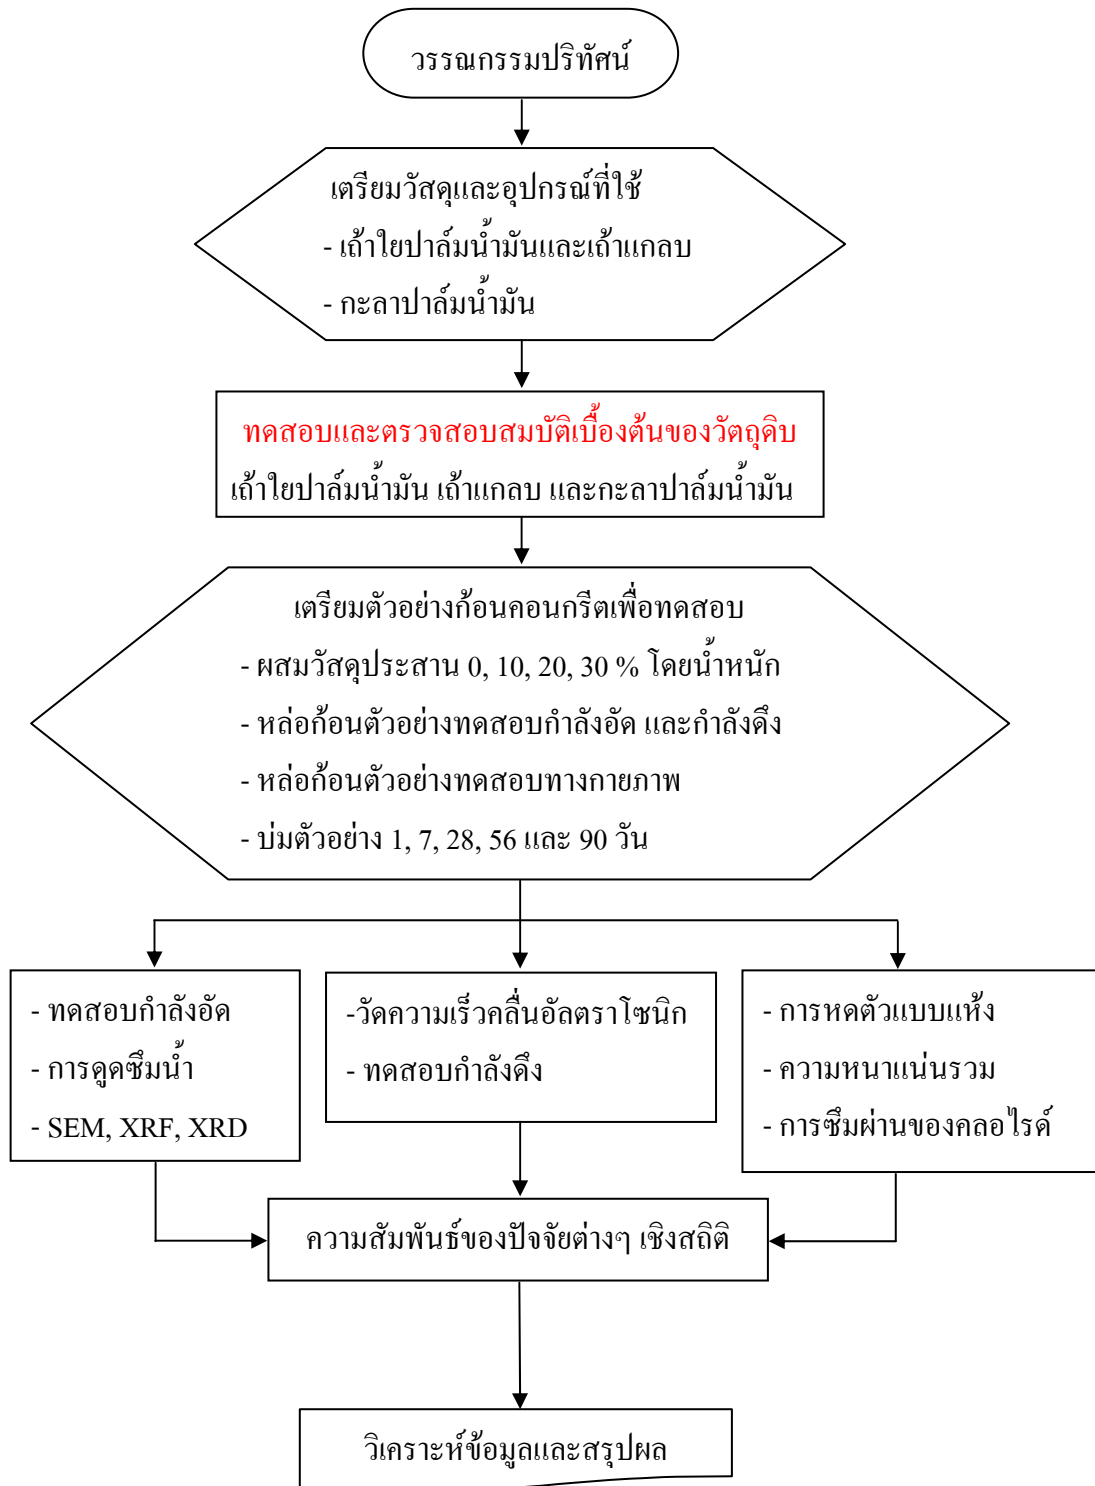 วรรณกรรมปริทัศน์
เตรียมวัสดุและอุปกรณ์ที่ใช้
- เถ้าใยปาล์มน้ำมันและเถ้าแกลบ
- กะลาปาล์มน้ำมัน
ทดสอบและตรวจสอบสมบัติเบื้องต้นของวัตถุดิบ
เถ้าใยปาล์มน้ำมัน เถ้าแกลบ และกะลาปาล์มน้ำมัน
เตรียมตัวอย่างก้อนคอนกรีตเพื่อทดสอบ
- ผสมวัสดุประสาน 0, 10, 20, 30 % โดยน้ำหนัก
- หล่อก้อนตัวอย่างทดสอบกำลังอัด และกำลังดึง
- หล่อก้อนตัวอย่างทดสอบทางกายภาพ
- บ่มตัวอย่าง 1, 7, 28, 56 และ 90 วัน
- ทดสอบกำลังอัด
- การดูดซึมน้ำ
- SEM, XRF, XRD
-วัดความเร็วคลื่นอัลตราโซนิก
- ทดสอบกำลังดึง
- การหดตัวแบบแห้ง
- ความหนาแน่นรวม
- การซึมผ่านของคลอไรด์
ความสัมพันธ์ของปัจจัยต่างๆ เชิงสถิติ
วิเคราะห์ข้อมูลและสรุปผล